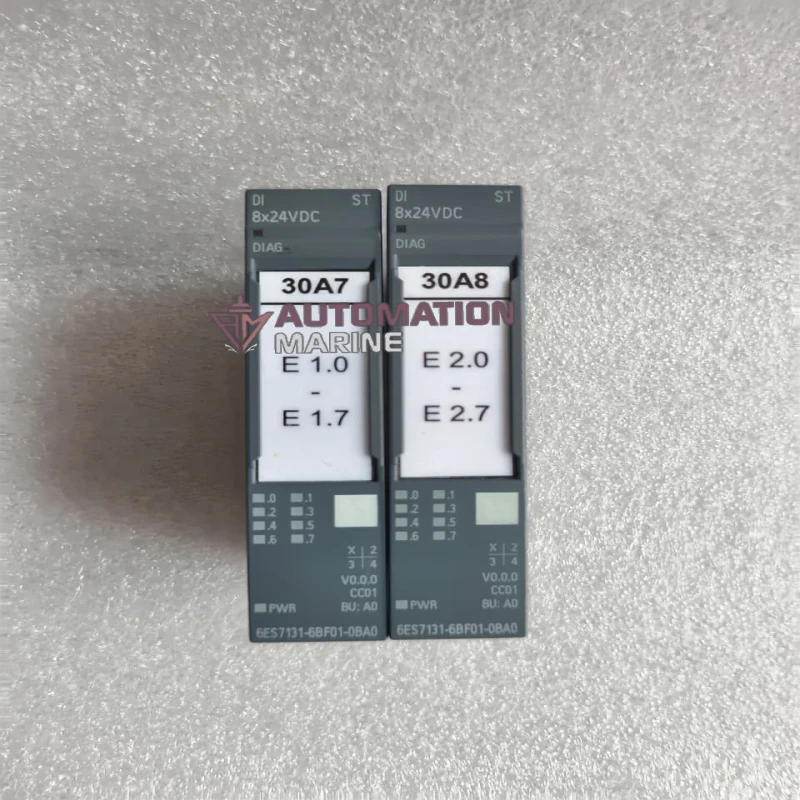 DI ST
8x24VDC
DIAG
30A7
E 1.0
-
E 1.7
.0 .1
.2 .3
.4 .5
.6 .7
X 2
3 4
V0.0.0
CC01
PWR BU: A0
6ES7131-6BF01-0BA0
DI ST
8x24VDC
DIAG
30A8
E 2.0
-
E 2.7
.0 .1
.2 .3
.4 .5
.6 .7
X 2
3 4
V0.0.0
CC01
PWR BU: A0
6ES7131-6BF01-0BA0
AUTOMATION
MARINE